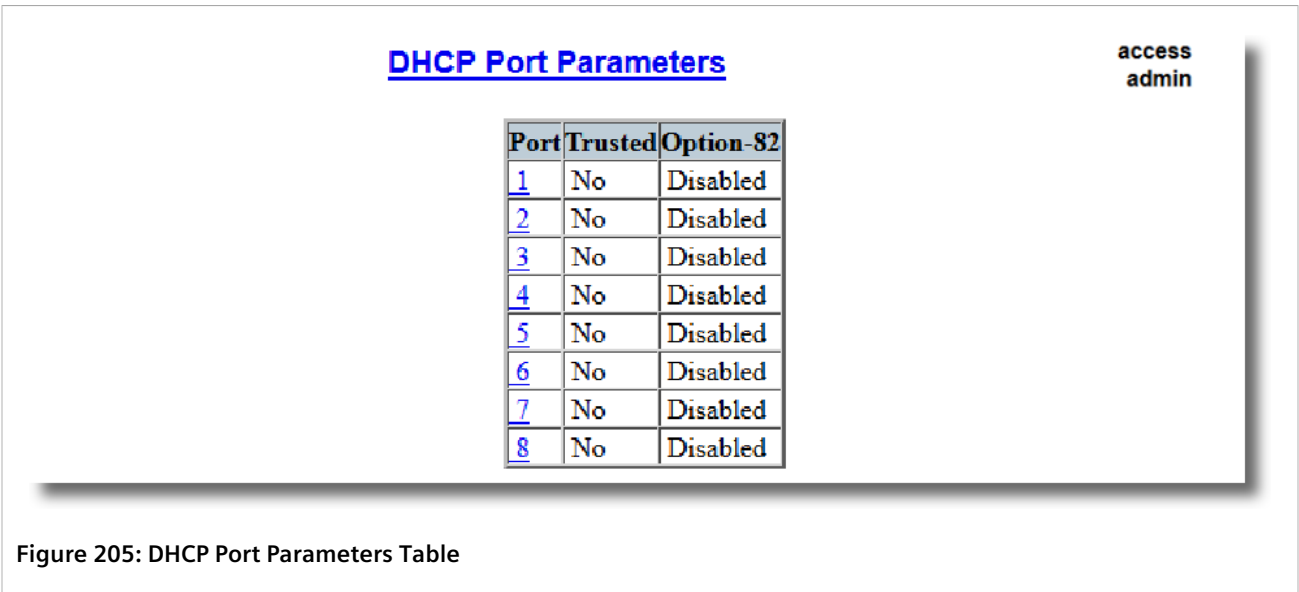 DHCP Port Parameters
access
admin
Port Trusted Option-82
1 No Disabled
2 No Disabled
3 No Disabled
4 No Disabled
5 No Disabled
6 No Disabled
7 No Disabled
8 No Disabled
Figure 205: DHCP Port Parameters Table